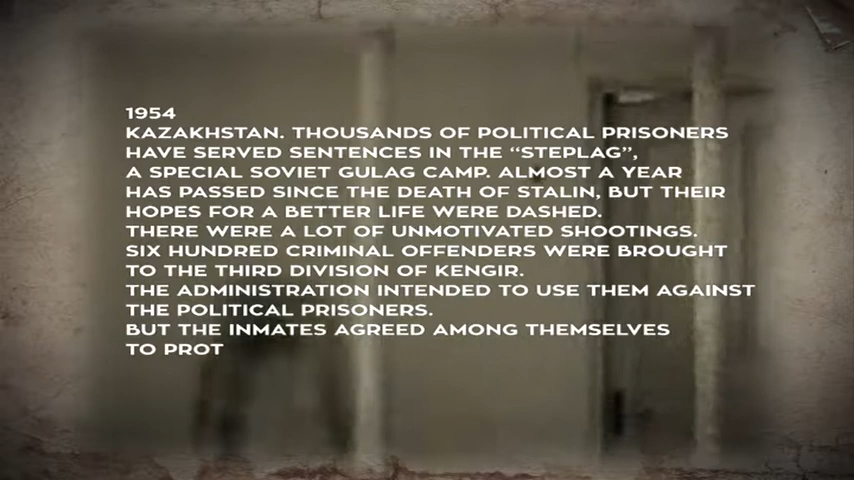 1954
KAZAKHSTAN. THOUSANDS OF POLITICAL PRISONERS
HAVE SERVED SENTENCES IN THE “STEPLAG”,
A SPECIAL SOVIET GULAG CAMP. ALMOST A YEAR
HAS PASSED SINCE THE DEATH OF STALIN, BUT THEIR
HOPES FOR A BETTER LIFE WERE DASHED.
THERE WERE A LOT OF UNMOTIVATED SHOOTINGS.
SIX HUNDRED CRIMINAL OFFENDERS WERE BROUGHT
TO THE THIRD DIVISION OF KENGIR.
THE ADMINISTRATION INTENDED TO USE THEM AGAINST
THE POLITICAL PRISONERS.
BUT THE INMATES AGREED AMONG THEMSELVES
TO PROT